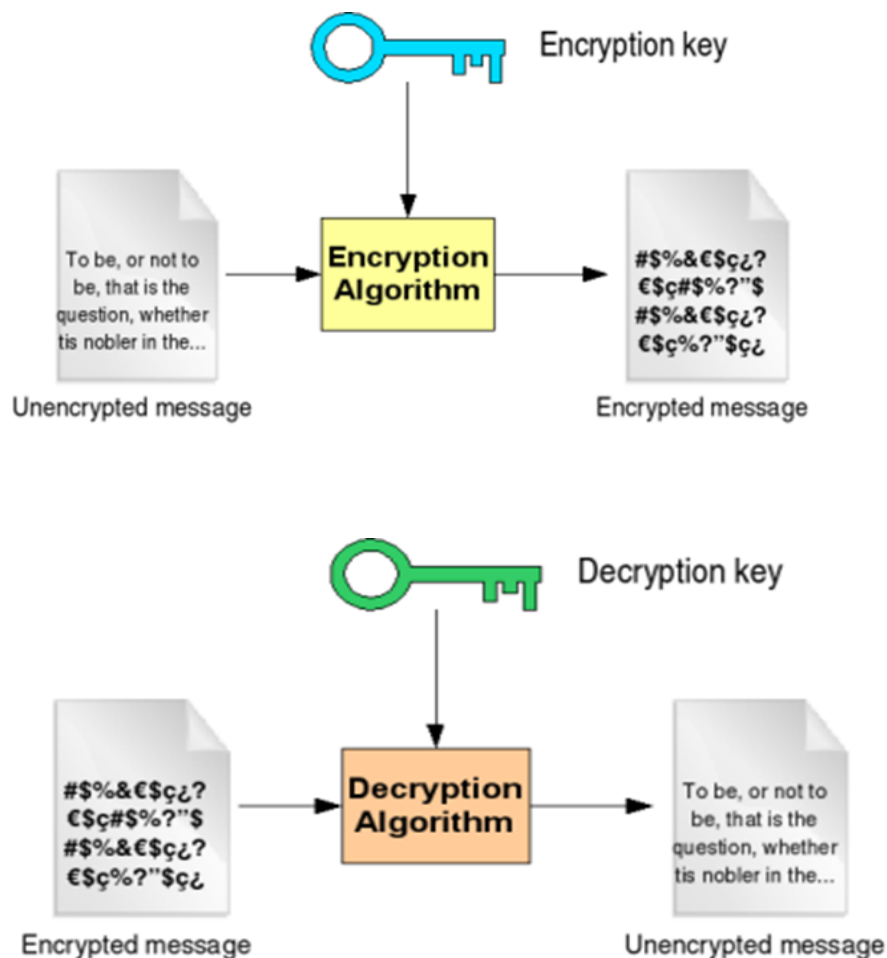 Encryption key
To be, or not to
be, that is the
question, whether
tis nobler in the...
Unencrypted message
Encryption
Algorithm
#$%&€$ç¿?
€$ç#$%?”$
#$%&€$ç¿?
€$ç%?”$ç¿
Encrypted message
Decryption key
#$%&€$ç¿?
€$ç#$%?”$
#$%&€$ç¿?
€$ç%?”$ç¿
Encrypted message
Decryption
Algorithm
To be, or not to
be, that is the
question, whether
tis nobler in the...
Unencrypted message